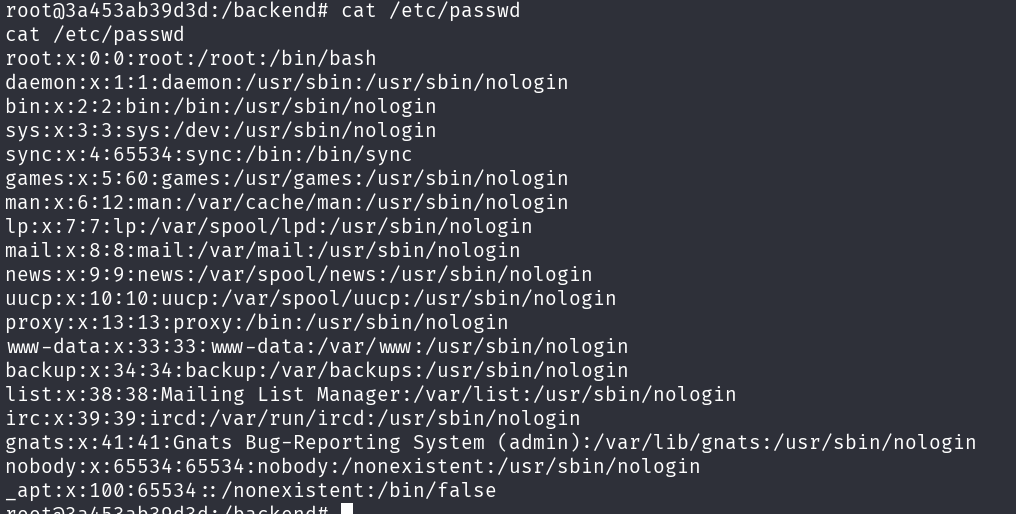 root@3a453ab39d3d:/backend# cat /etc/passwd
cat /etc/passwd
root:x:0:0:root:/root:/bin/bash
daemon:x:1:1:daemon:/usr/sbin:/usr/sbin/nologin
bin:x:2:2:bin:/bin:/usr/sbin/nologin
sys:x:3:3:sys:/dev:/usr/sbin/nologin
sync:x:4:65534:sync:/bin:/bin/sync
games:x:5:60:games:/usr/games:/usr/sbin/nologin
man:x:6:12:man:/var/cache/man:/usr/sbin/nologin
lp:x:7:7:lp:/var/spool/lpd:/usr/sbin/nologin
mail:x:8:8:mail:/var/mail:/usr/sbin/nologin
news:x:9:9:news:/var/spool/news:/usr/sbin/nologin
uucp:x:10:10:uucp:/var/spool/uucp:/usr/sbin/nologin
proxy:x:13:13:proxy:/bin:/usr/sbin/nologin
www-data:x:33:33:www-data:/var/www:/usr/sbin/nologin
backup:x:34:34:backup:/var/backups:/usr/sbin/nologin
list:x:38:38:Mailing List Manager:/var/list:/usr/sbin/nologin
irc:x:39:39:ircd:/var/run/ircd:/usr/sbin/nologin
gnats:x:41:41:Gnats Bug-Reporting System (admin):/var/lib/gnats:/usr/sbin/nologin
nobody:x:65534:65534:nobody:/nonexistent:/usr/sbin/nologin
_apt:x:100:65534::/nonexistent:/bin/false
root@3a453ab39d3d:/backend#